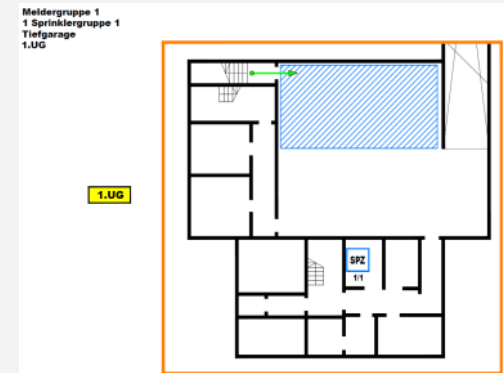 Meldergruppe 1
1 Sprinklergruppe 1
Tiefgarage
1.UG
1.UG
SPZ
1/1